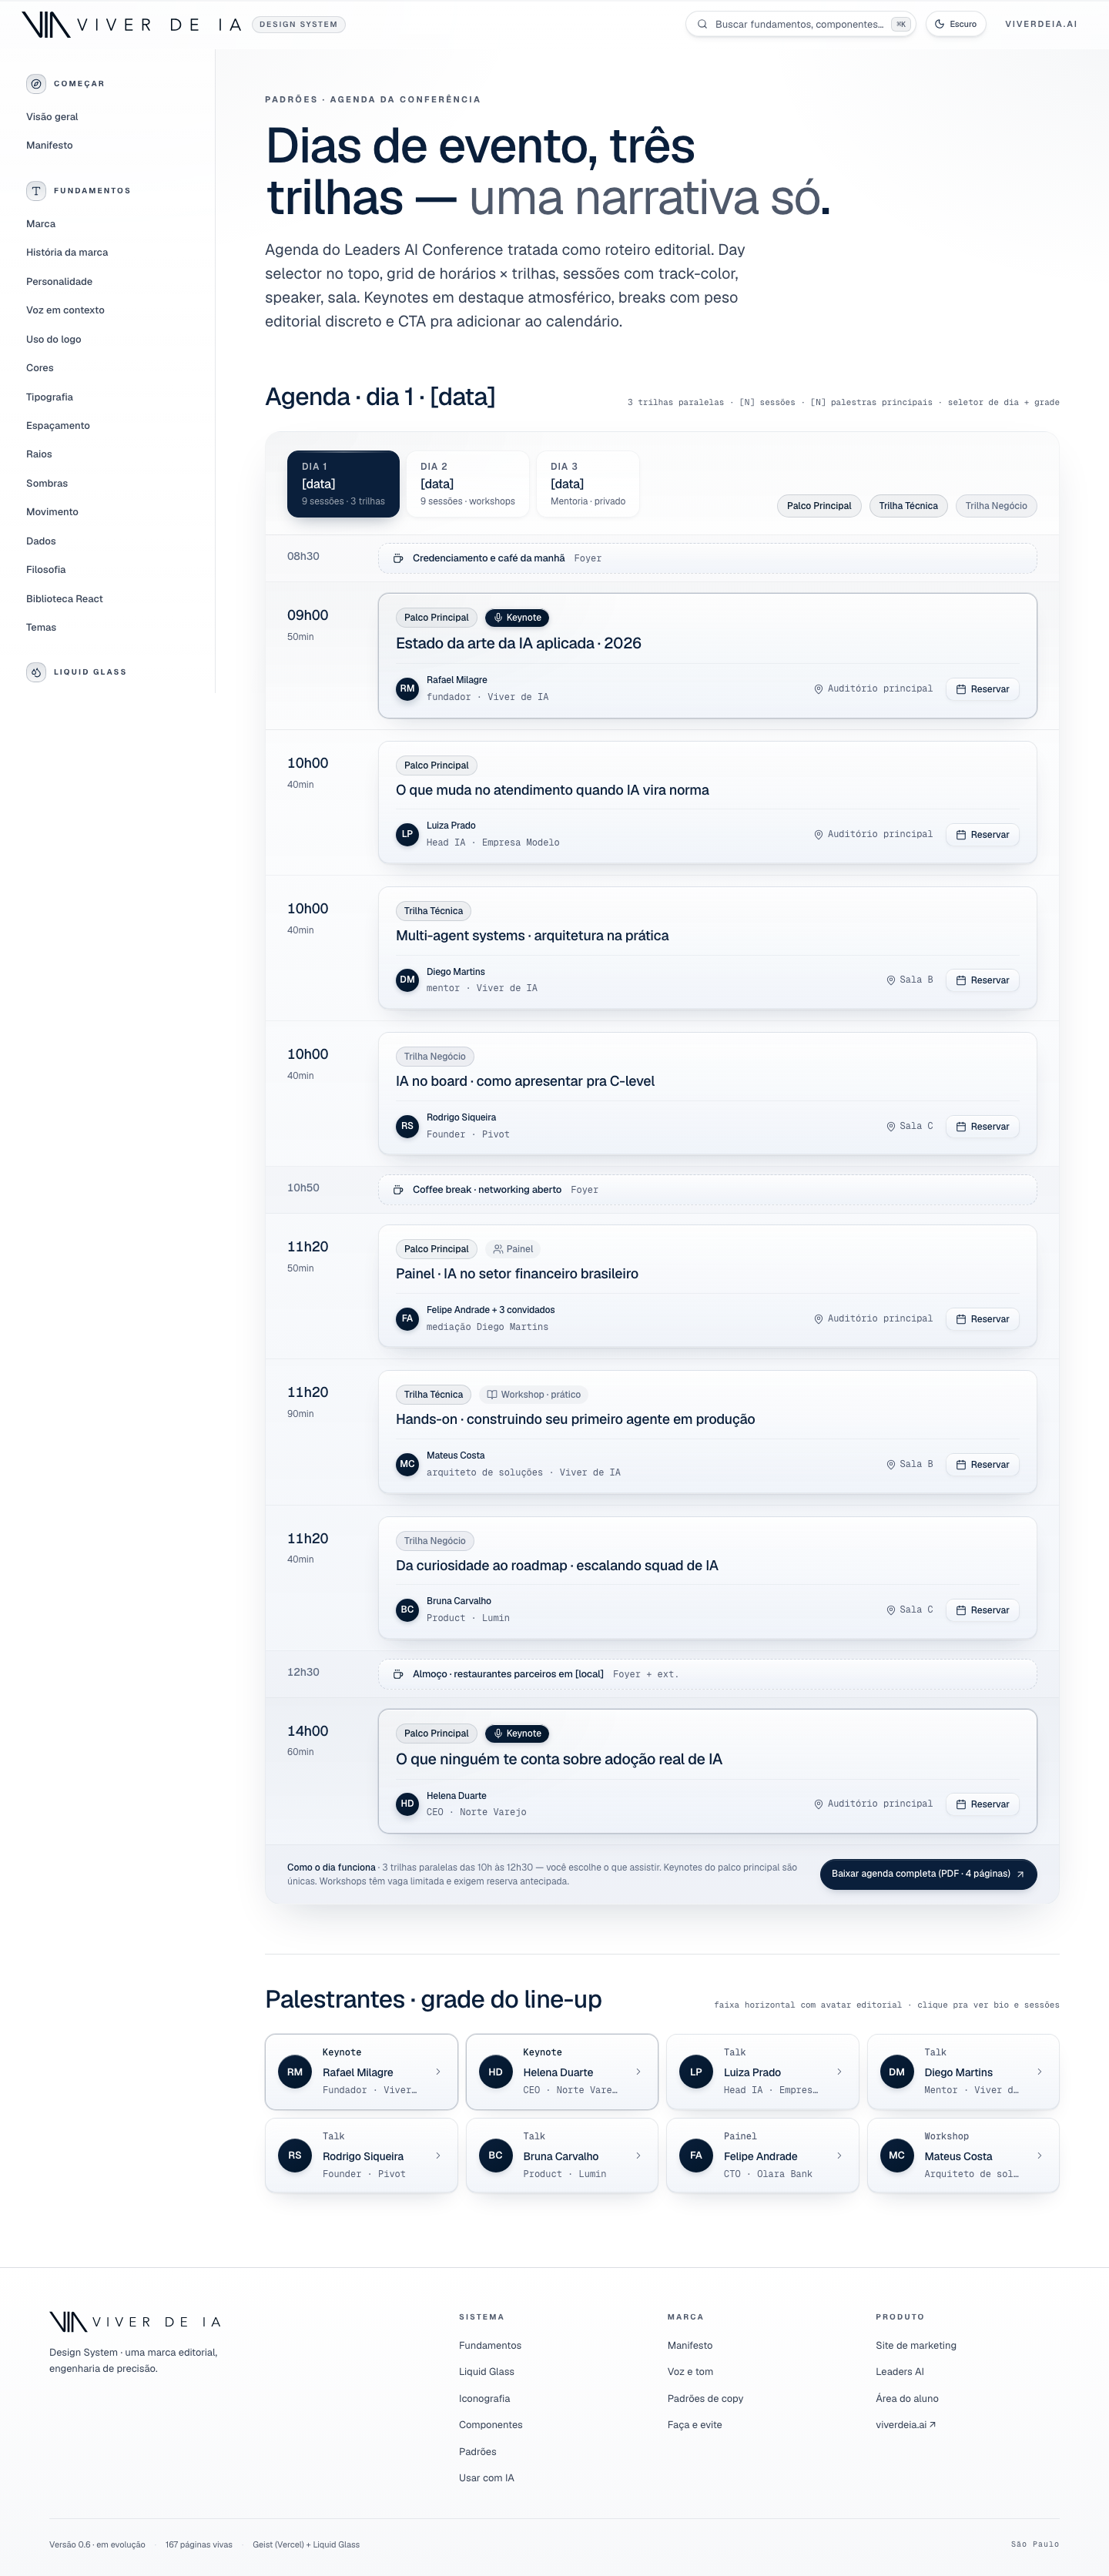 VIVER DE IA
DESIGN SYSTEM
Buscar fundamentos, componentes… ⌘K
Escuro
VIVERDEIA.AI
COMEÇAR
Visão geral
Manifesto
FUNDAMENTOS
Marca
História da marca
Personalidade
Voz em contexto
Uso do logo
Cores
Tipografia
Espaçamento
Raios
Sombras
Movimento
Dados
Filosofia
Biblioteca React
Temas
LIQUID GLASS
PADRÕES · AGENDA DA CONFERÊNCIA
Dias de evento, três
trilhas — uma narrativa só.
Agenda do Leaders AI Conference tratada como roteiro editorial. Day
selector no topo, grid de horários × trilhas, sessões com track-color,
speaker, sala. Keynotes em destaque atmosférico, breaks com peso
editorial discreto e CTA pra adicionar ao calendário.
Agenda · dia 1 · [data]
3 trilhas paralelas · [N] sessões · [N] palestras principais · seletor de dia + grade
DIA 1
[data]
9 sessões · 3 trilhas
DIA 2
[data]
9 sessões · workshops
DIA 3
[data]
Mentoria · privado
Palco Principal
Trilha Técnica
Trilha Negócio
08h30
Credenciamento e café da manhã Foyer
09h00
50min
Palco Principal
Keynote
Estado da arte da IA aplicada · 2026
RM
Rafael Milagre
fundador · Viver de IA
Auditório principal
Reservar
10h00
40min
Palco Principal
O que muda no atendimento quando IA vira norma
LP
Luiza Prado
Head IA · Empresa Modelo
Auditório principal
Reservar
10h00
40min
Trilha Técnica
Multi-agent systems · arquitetura na prática
DM
Diego Martins
mentor · Viver de IA
Sala B
Reservar
10h00
40min
Trilha Negócio
IA no board · como apresentar pra C-level
RS
Rodrigo Siqueira
Founder · Pivot
Sala C
Reservar
10h50
Coffee break · networking aberto Foyer
11h20
50min
Palco Principal
Painel
Painel · IA no setor financeiro brasileiro
FA
Felipe Andrade + 3 convidados
mediação Diego Martins
Auditório principal
Reservar
11h20
90min
Trilha Técnica
Workshop · prático
Hands-on · construindo seu primeiro agente em produção
MC
Mateus Costa
arquiteto de soluções · Viver de IA
Sala B
Reservar
11h20
40min
Trilha Negócio
Da curiosidade ao roadmap · escalando squad de IA
BC
Bruna Carvalho
Product · Lumin
Sala C
Reservar
12h30
Almoço · restaurantes parceiros em [local] Foyer + ext.
14h00
60min
Palco Principal
Keynote
O que ninguém te conta sobre adoção real de IA
HD
Helena Duarte
CEO · Norte Varejo
Auditório principal
Reservar
Como o dia funciona · 3 trilhas paralelas das 10h às 12h30 — você escolhe o que assistir. Keynotes do palco principal são
únicas. Workshops têm vaga limitada e exigem reserva antecipada.
Baixar agenda completa (PDF · 4 páginas)
Palestrantes · grade do line-up
faixa horizontal com avatar editorial · clique pra ver bio e sessões
RM
Keynote
Rafael Milagre
Fundador · Viver…
HD
Keynote
Helena Duarte
CEO · Norte Vare…
LP
Talk
Luiza Prado
Head IA · Empres…
DM
Talk
Diego Martins
Mentor · Viver d…
RS
Talk
Rodrigo Siqueira
Founder · Pivot
BC
Talk
Bruna Carvalho
Product · Lumin
FA
Painel
Felipe Andrade
CTO · Olara Bank
MC
Workshop
Mateus Costa
Arquiteto de sol…
VIVER DE IA
Design System · uma marca editorial,
engenharia de precisão.
SISTEMA
Fundamentos
Liquid Glass
Iconografia
Componentes
Padrões
Usar com IA
MARCA
Manifesto
Voz e tom
Padrões de copy
Faça e evite
PRODUTO
Site de marketing
Leaders AI
Área do aluno
viverdeia.ai ↗
Versão 0.6 · em evolução · 167 páginas vivas · Geist (Vercel) + Liquid Glass
São Paulo